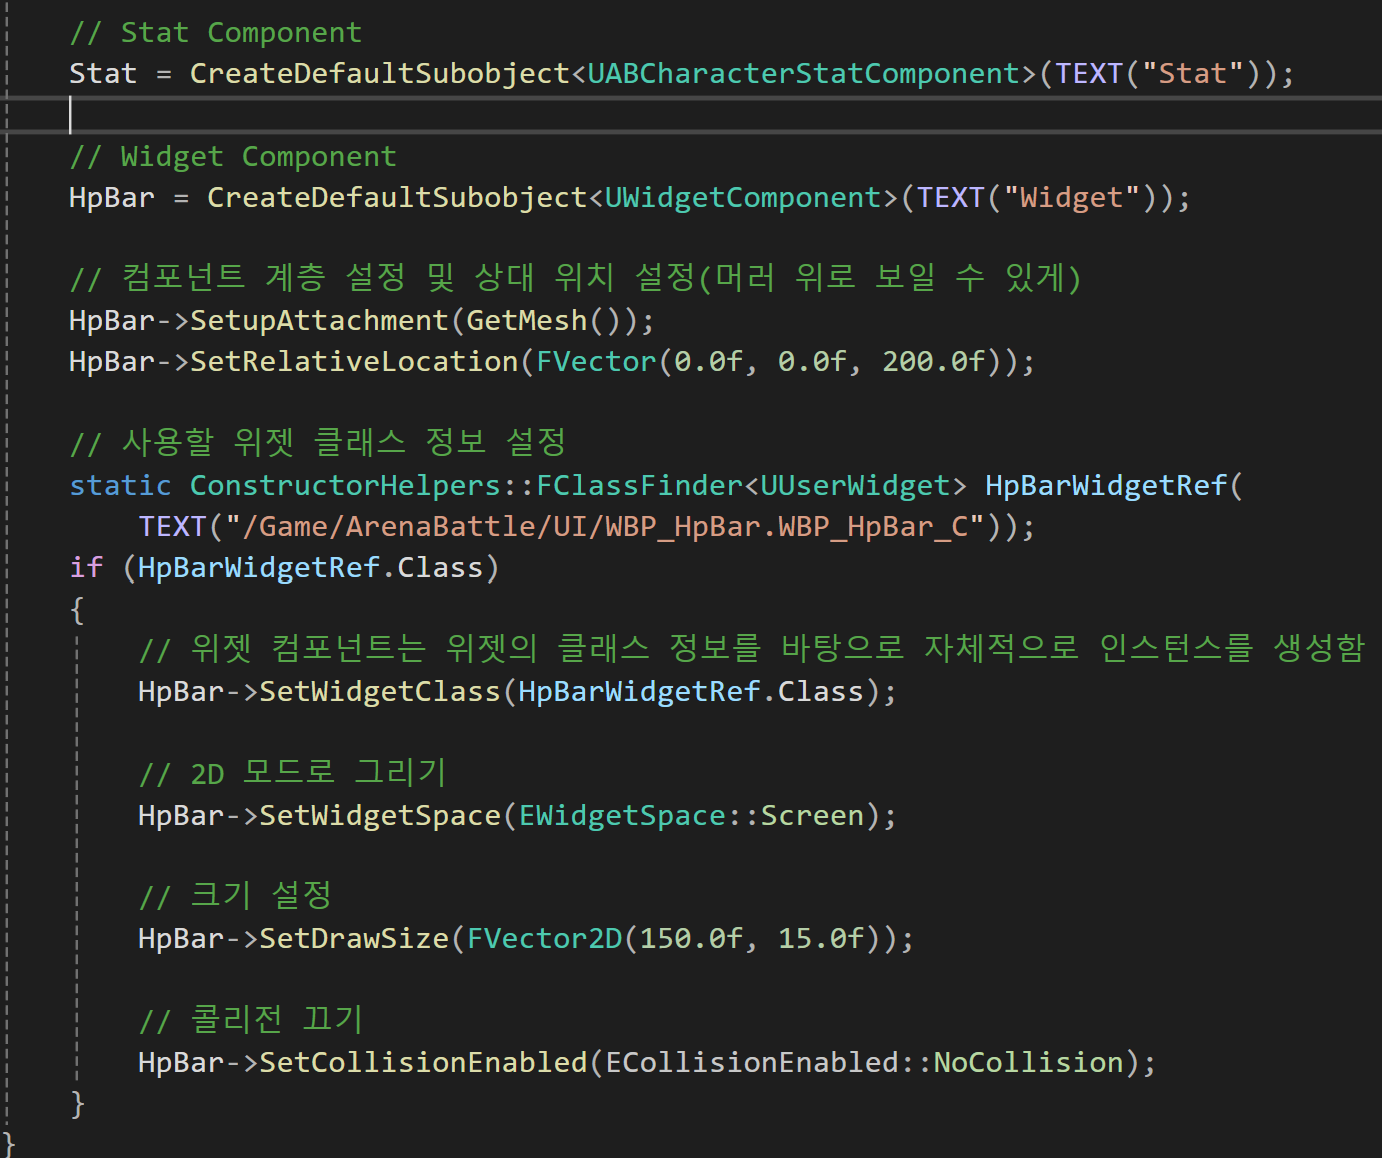 // Stat Component
Stat = CreateDefaultSubobject<UABCharacterStatComponent>(TEXT("Stat"));
// Widget Component
HpBar = CreateDefaultSubobject<UWidgetComponent>(TEXT("Widget"));
// 컴포넌트 계층 설정 및 상대 위치 설정(머러 위로 보일 수 있게)
HpBar->SetupAttachment(GetMesh());
HpBar->SetRelativeLocation(FVector(0.0f, 0.0f, 200.0f));
// 사용할 위젯 클래스 정보 설정
static ConstructorHelpers::FClassFinder<UUserWidget> HpBarWidgetRef(
TEXT("/Game/ArenaBattle/UI/WBP_HpBar.WBP_HpBar_C"));
if (HpBarWidgetRef.Class)
{
// 위젯 컴포넌트는 위젯의 클래스 정보를 바탕으로 자체적으로 인스턴스를 생성함
HpBar->SetWidgetClass(HpBarWidgetRef.Class);
// 2D 모드로 그리기
HpBar->SetWidgetSpace(EWidgetSpace::Screen);
// 크기 설정
HpBar->SetDrawSize(FVector2D(150.0f, 15.0f));
// 콜리전 끄기
HpBar->SetCollisionEnabled(ECollisionEnabled::NoCollision);
}
}